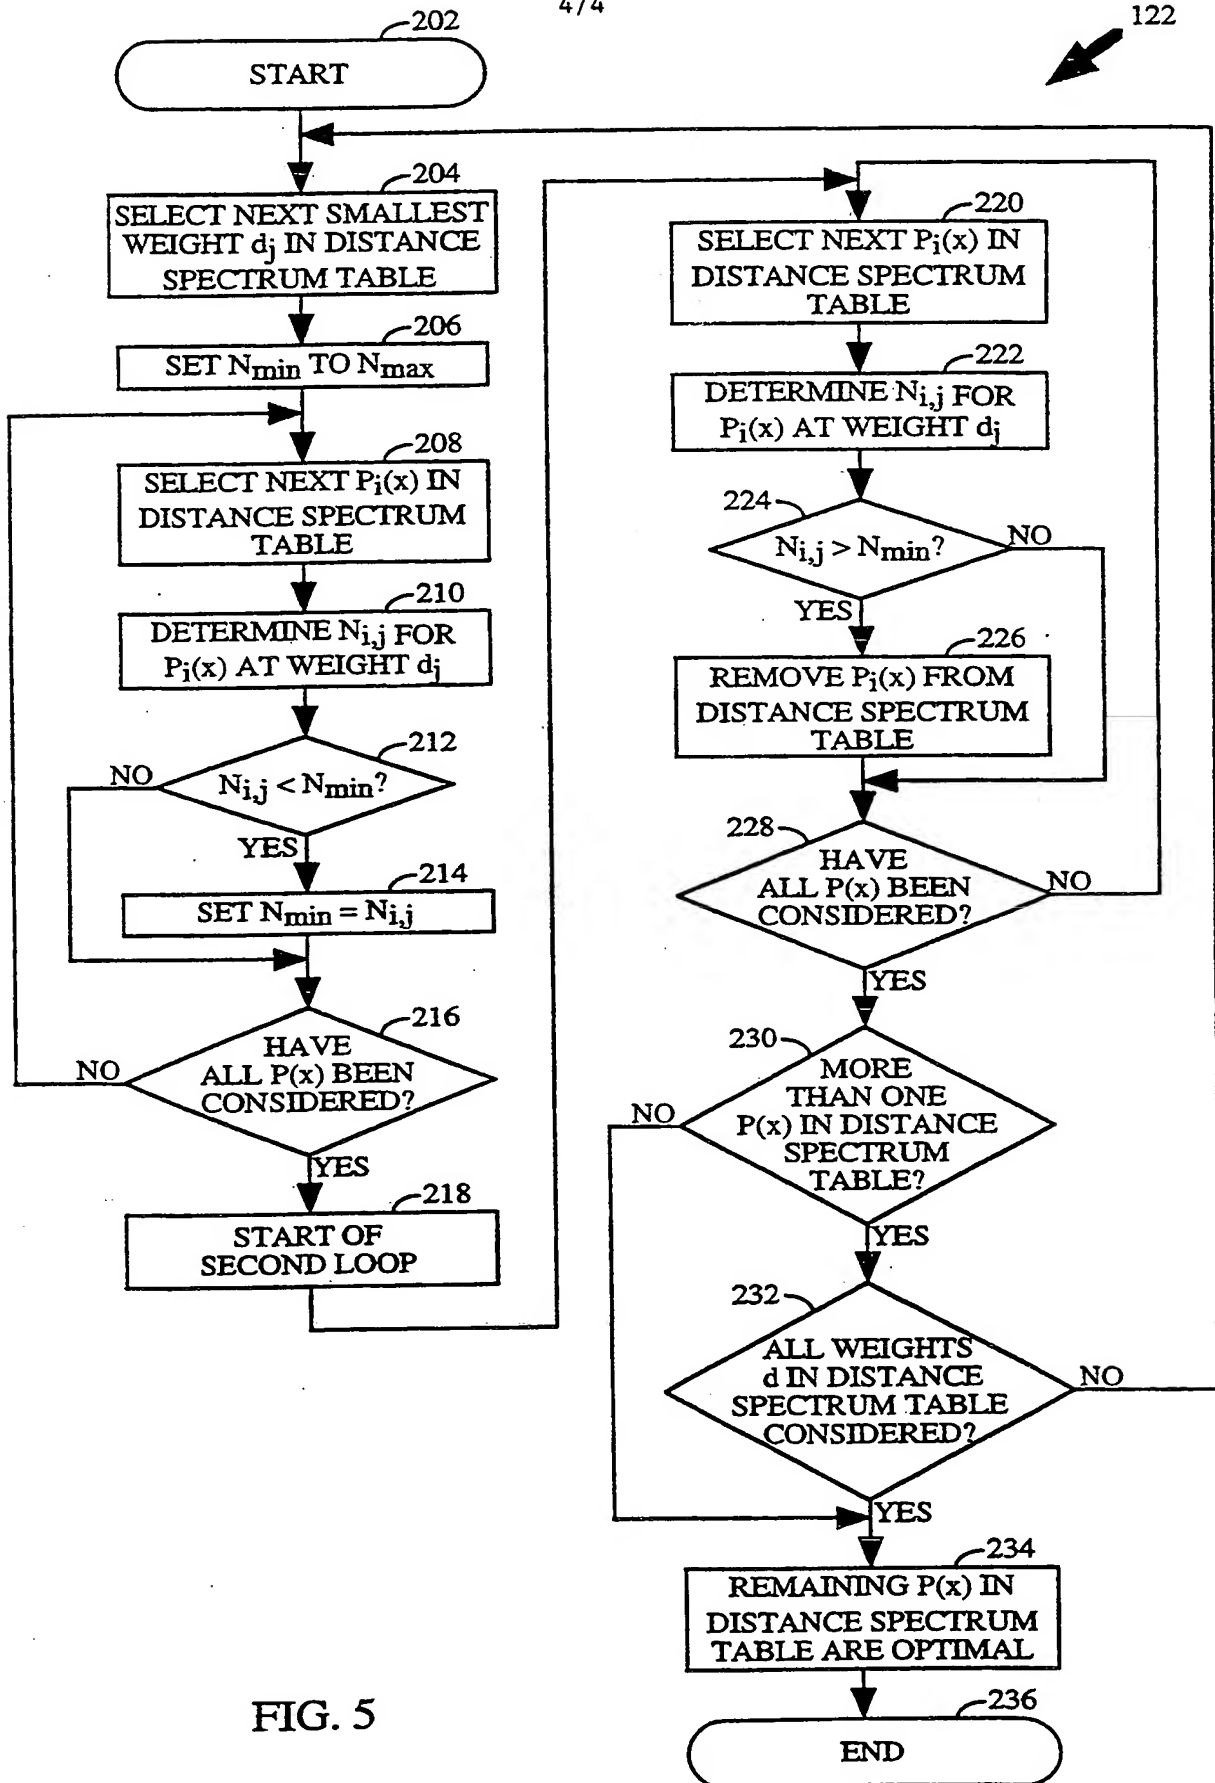 4/4
122
202
START
204
SELECT NEXT SMALLEST
WEIGHT dj IN DISTANCE
SPECTRUM TABLE
206
SET Nmin TO Nmax
208
SELECT NEXT Pi(x) IN
DISTANCE SPECTRUM
TABLE
210
DETERMINE Ni,j FOR
Pi(x) AT WEIGHT dj
212
NO
Ni,j < Nmin?
YES
214
SET Nmin = Ni,j
216
HAVE
NO
ALL P(x) BEEN
CONSIDERED?
YES
218
START OF
SECOND LOOP
220
SELECT NEXT Pi(x) IN
DISTANCE SPECTRUM
TABLE
222
DETERMINE Ni,j FOR
Pi(x) AT WEIGHT dj
224
Ni,j > Nmin?
NO
YES
226
REMOVE Pi(x) FROM
DISTANCE SPECTRUM
TABLE
228
HAVE
ALL P(x) BEEN
NO
CONSIDERED?
YES
230
MORE
THAN ONE
NO
P(x) IN DISTANCE
SPECTRUM
TABLE?
YES
232
ALL WEIGHTS
d IN DISTANCE
NO
SPECTRUM TABLE
CONSIDERED?
YES
234
REMAINING P(x) IN
DISTANCE SPECTRUM
TABLE ARE OPTIMAL
236
END
FIG. 5